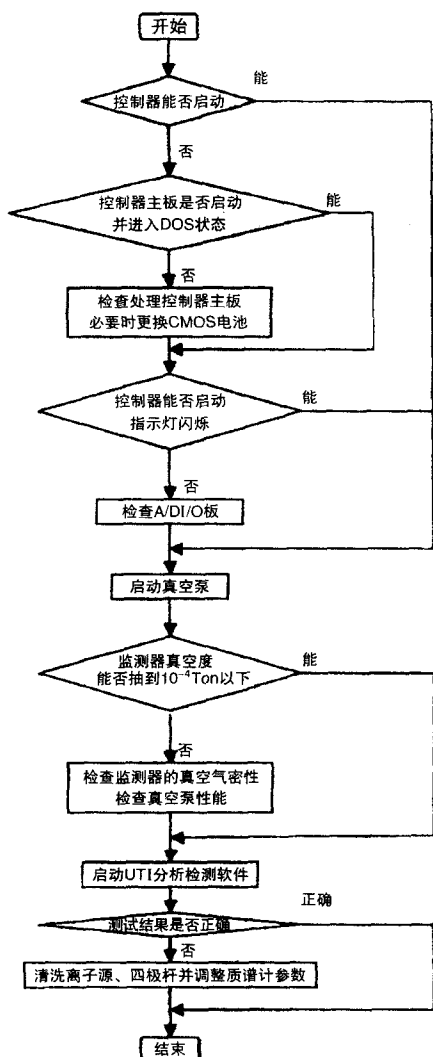 开始
控制器能否启动
能
否
控制器主板是否启动
并进入DOS状态
能
否
检查处理控制器主板
必要时更换CMOS电池
控制器能否启动
指示灯闪烁
能
否
检查A/DI/O板
启动真空泵
监测器真空度
能否抽到10⁻⁴Ton以下
能
否
检查监测器的真空气密性
检查真空泵性能
启动UTI分析检测软件
正确
测试结果是否正确
否
清洗离子源、四极杆并调整质谱计参数
结束